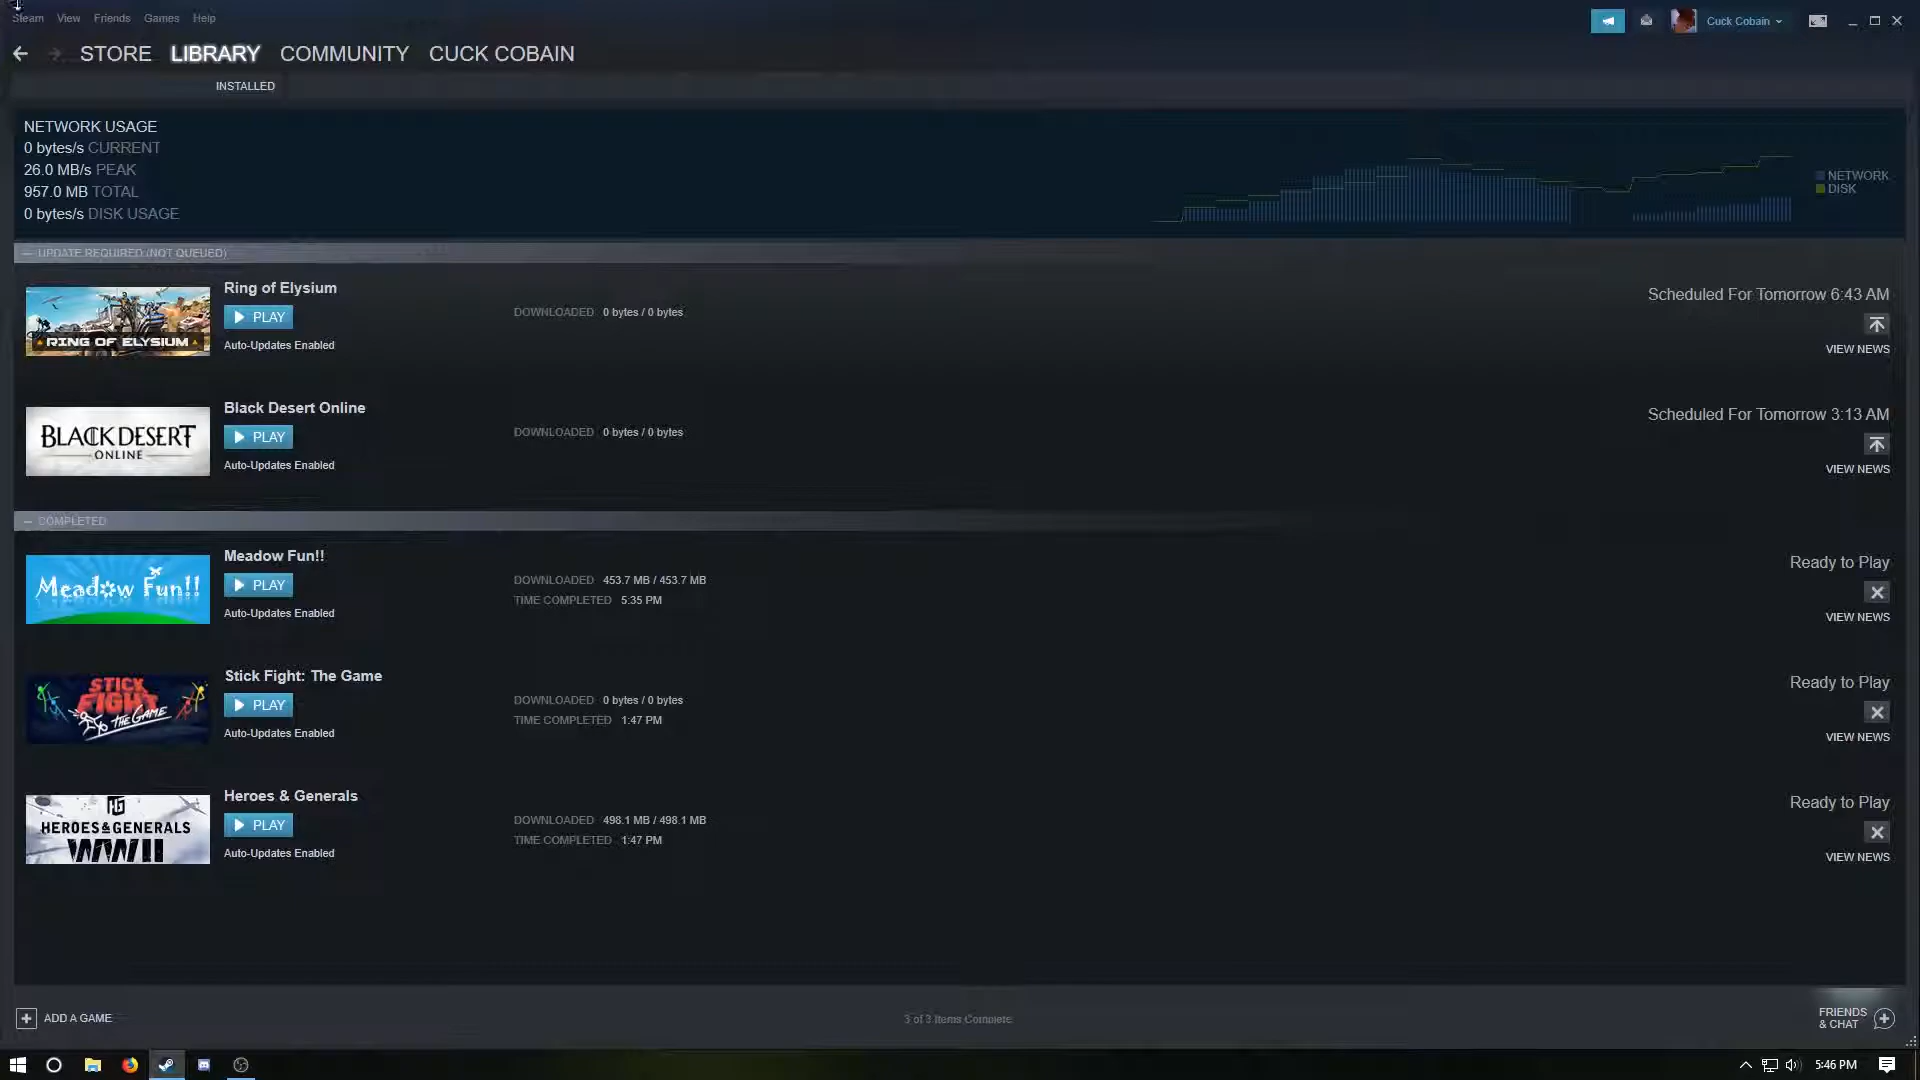 Steam View Friends Games Help
Cuck Cobain
STORE LIBRARY COMMUNITY CUCK COBAIN
INSTALLED
NETWORK USAGE
0 bytes/s CURRENT
26.0 MB/s PEAK
957.0 MB TOTAL
0 bytes/s DISK USAGE
NETWORK
DISK
UPDATE REQUIRED (NOT QUEUED)
RING OF ELYSIUM
Ring of Elysium
PLAY
Auto-Updates Enabled
DOWNLOADED 0 bytes / 0 bytes
Scheduled For Tomorrow 6:43 AM
VIEW NEWS
BLACK DESERT
ONLINE
Black Desert Online
PLAY
Auto-Updates Enabled
DOWNLOADED 0 bytes / 0 bytes
Scheduled For Tomorrow 3:13 AM
VIEW NEWS
COMPLETED
Meadow Fun!!
Meadow Fun!!
PLAY
Auto-Updates Enabled
DOWNLOADED 453.7 MB / 453.7 MB
TIME COMPLETED 5:35 PM
Ready to Play
VIEW NEWS
STICK
FIGHT
THE GAME
Stick Fight: The Game
PLAY
Auto-Updates Enabled
DOWNLOADED 0 bytes / 0 bytes
TIME COMPLETED 1:47 PM
Ready to Play
VIEW NEWS
HG
HEROES & GENERALS
WWII
Heroes & Generals
PLAY
Auto-Updates Enabled
DOWNLOADED 498.1 MB / 498.1 MB
TIME COMPLETED 1:47 PM
Ready to Play
VIEW NEWS
ADD A GAME
3 of 3 Items Complete
FRIENDS
& CHAT
5:46 PM